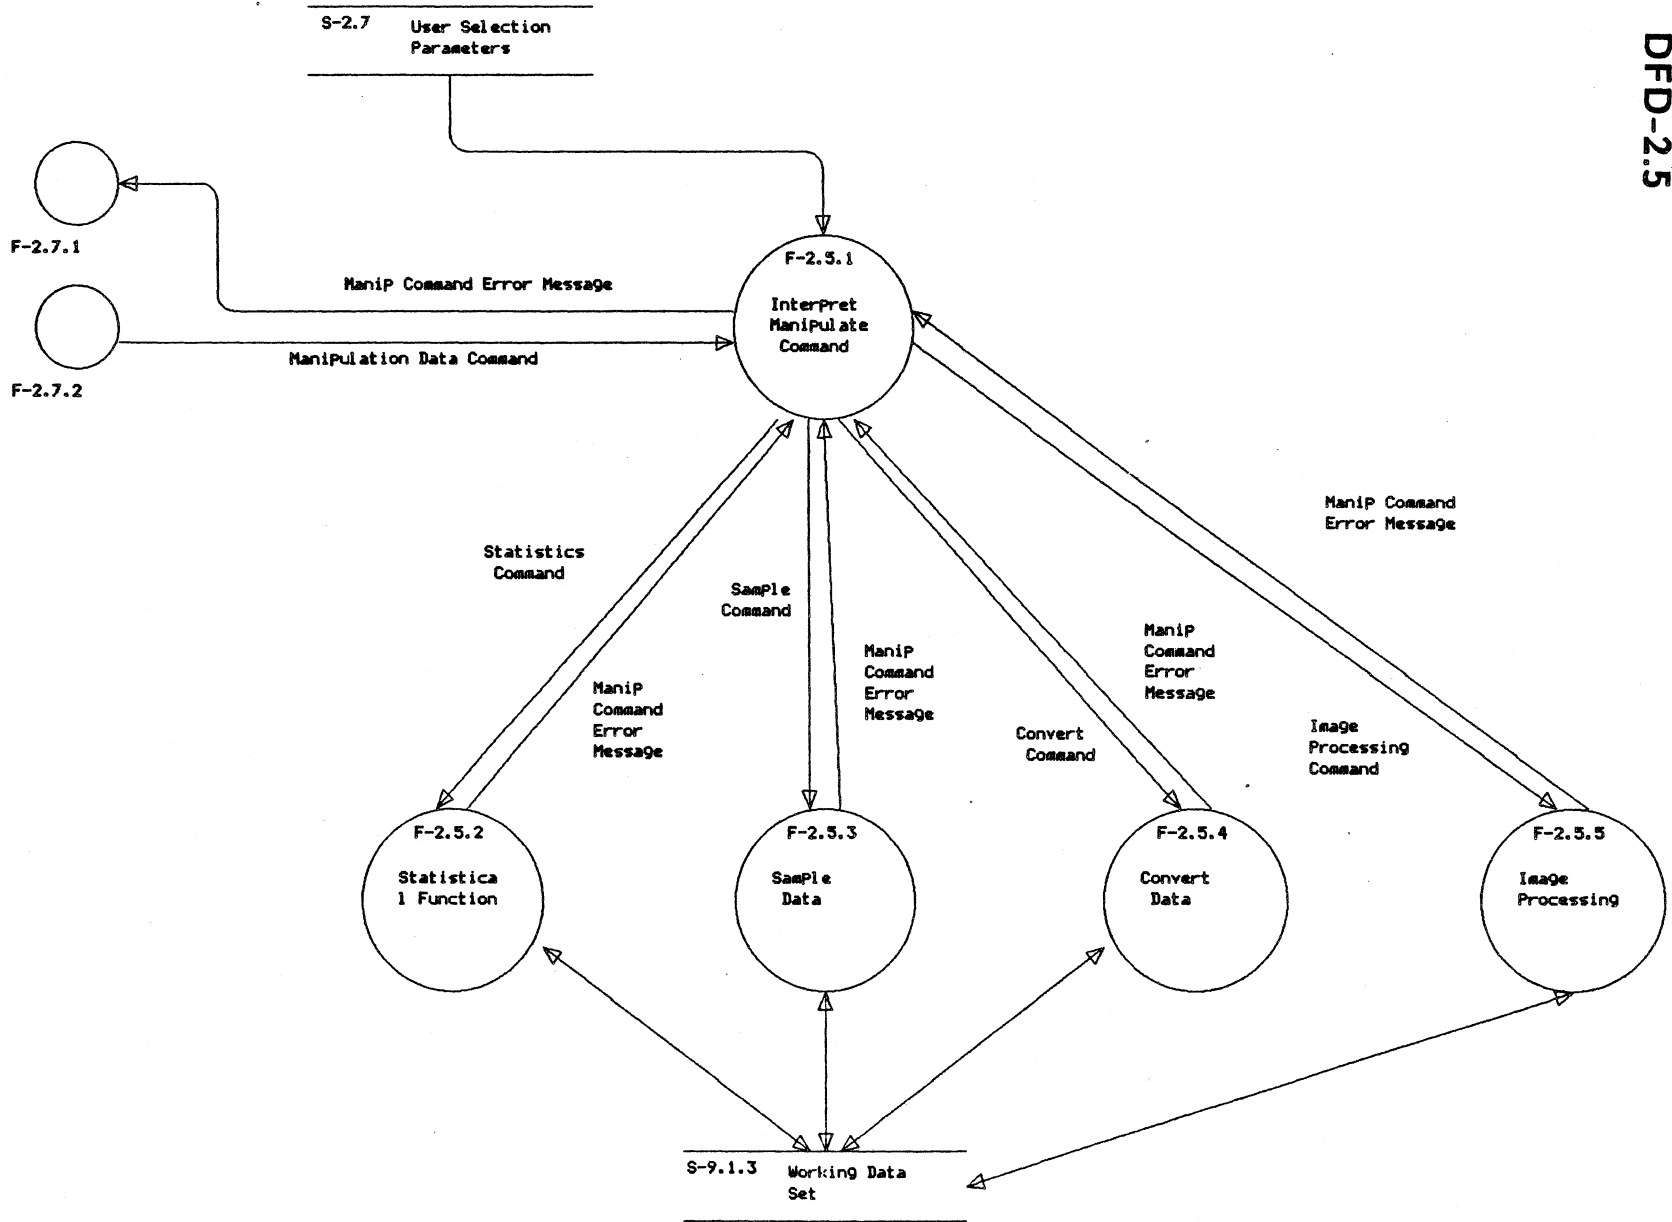 DFD-2.5
S-2.7
User Selection
Parameters
F-2.7.1
F-2.7.2
Manip Command Error Message
Manipulation Data Command
F-2.5.1
Interpret
Manipulate
Command
Statistics
Command
Manip
Command
Error
Message
Sample
Command
Manip
Command
Error
Message
Convert
Command
Manip
Command
Error
Message
Manip Command
Error Message
Image
Processing
Command
F-2.5.2
Statistica
l Function
F-2.5.3
Sample
Data
F-2.5.4
Convert
Data
F-2.5.5
Image
Processing
S-9.1.3
Working Data
Set